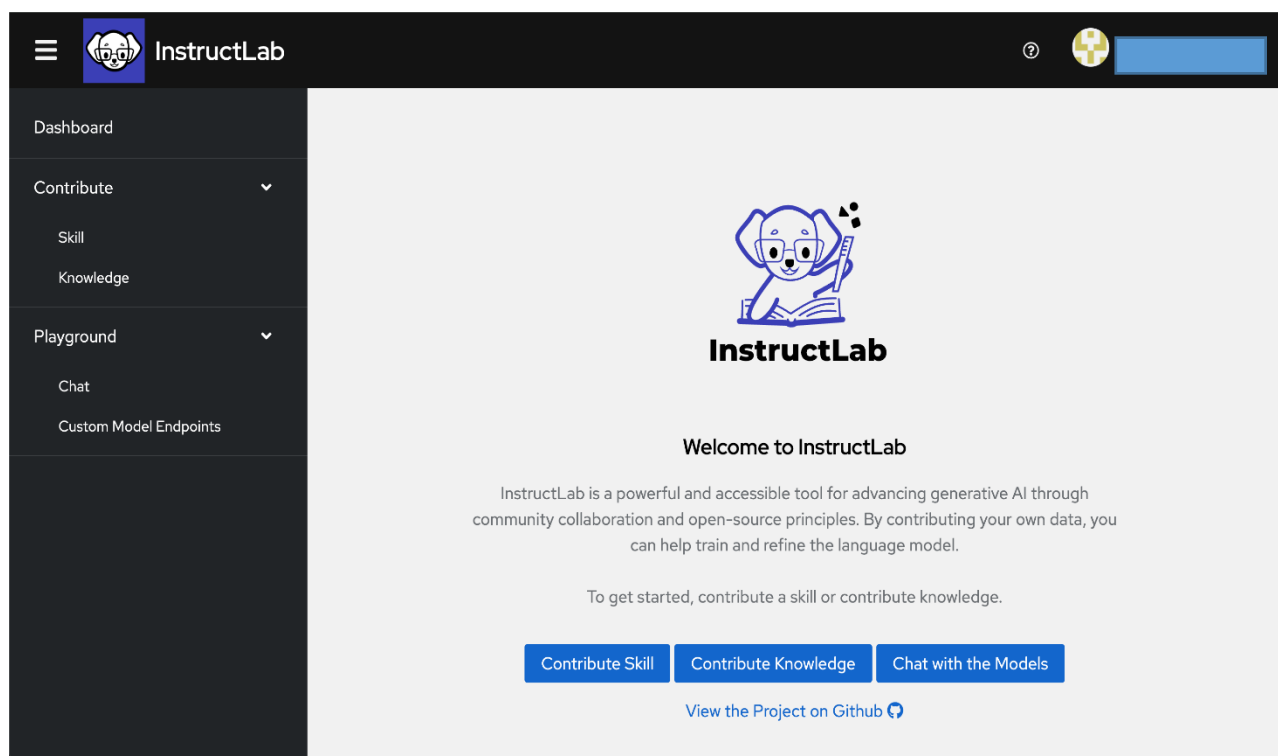 InstructLab
Dashboard
Contribute
Skill
Knowledge
Playground
Chat
Custom Model Endpoints
InstructLab
Welcome to InstructLab
InstructLab is a powerful and accessible tool for advancing generative AI through
community collaboration and open-source principles. By contributing your own data, you
can help train and refine the language model.
To get started, contribute a skill or contribute knowledge.
Contribute Skill Contribute Knowledge Chat with the Models
View the Project on Github